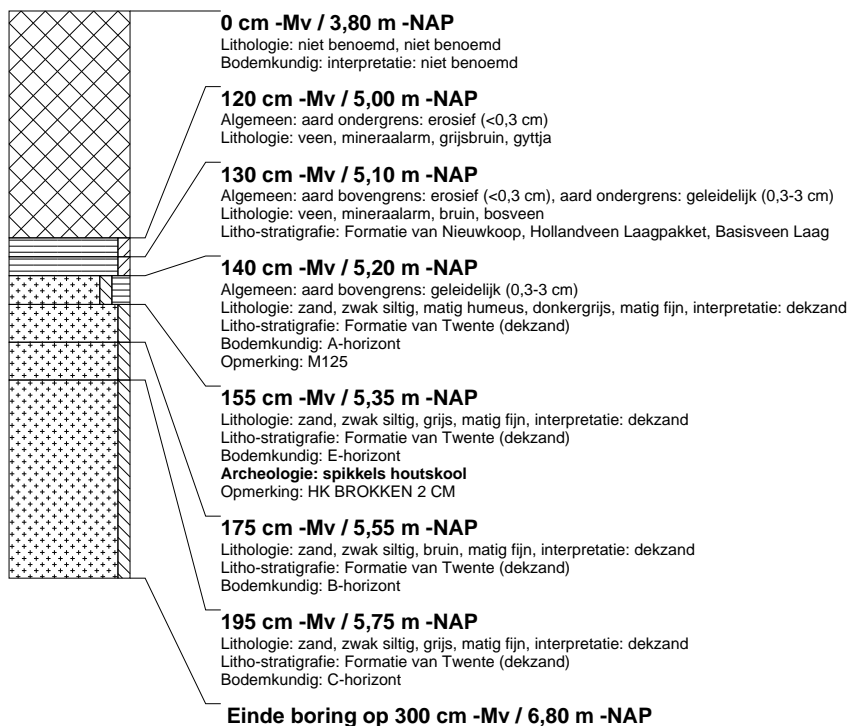 0 cm -Mv / 3,80 m -NAP
Lithologie: niet benoemd, niet benoemd
Bodemkundig: interpretatie: niet benoemd
120 cm -Mv / 5,00 m -NAP
Algemeen: aard ondergrens: erosief (<0,3 cm)
Lithologie: veen, mineraalarm, grijsbruin, gyttja
130 cm -Mv / 5,10 m -NAP
Algemeen: aard bovengrens: erosief (<0,3 cm), aard ondergrens: geleidelijk (0,3-3 cm)
Lithologie: veen, mineraalarm, bruin, bosveen
Litho-stratigrafie: Formatie van Nieuwkoop, Hollandveen Laagpakket, Basisveen Laag
140 cm -Mv / 5,20 m -NAP
Algemeen: aard bovengrens: geleidelijk (0,3-3 cm)
Lithologie: zand, zwak siltig, matig humeus, donkergrijs, matig fijn, interpretatie: dekzand
Litho-stratigrafie: Formatie van Twente (dekzand)
Bodemkundig: A-horizont
Opmerking: M125
155 cm -Mv / 5,35 m -NAP
Lithologie: zand, zwak siltig, grijs, matig fijn, interpretatie: dekzand
Litho-stratigrafie: Formatie van Twente (dekzand)
Bodemkundig: E-horizont
Archeologie: spikkels houtskool
Opmerking: HK BROKKEN 2 CM
175 cm -Mv / 5,55 m -NAP
Lithologie: zand, zwak siltig, bruin, matig fijn, interpretatie: dekzand
Litho-stratigrafie: Formatie van Twente (dekzand)
Bodemkundig: B-horizont
195 cm -Mv / 5,75 m -NAP
Lithologie: zand, zwak siltig, grijs, matig fijn, interpretatie: dekzand
Litho-stratigrafie: Formatie van Twente (dekzand)
Bodemkundig: C-horizont
Einde boring op 300 cm -Mv / 6,80 m -NAP